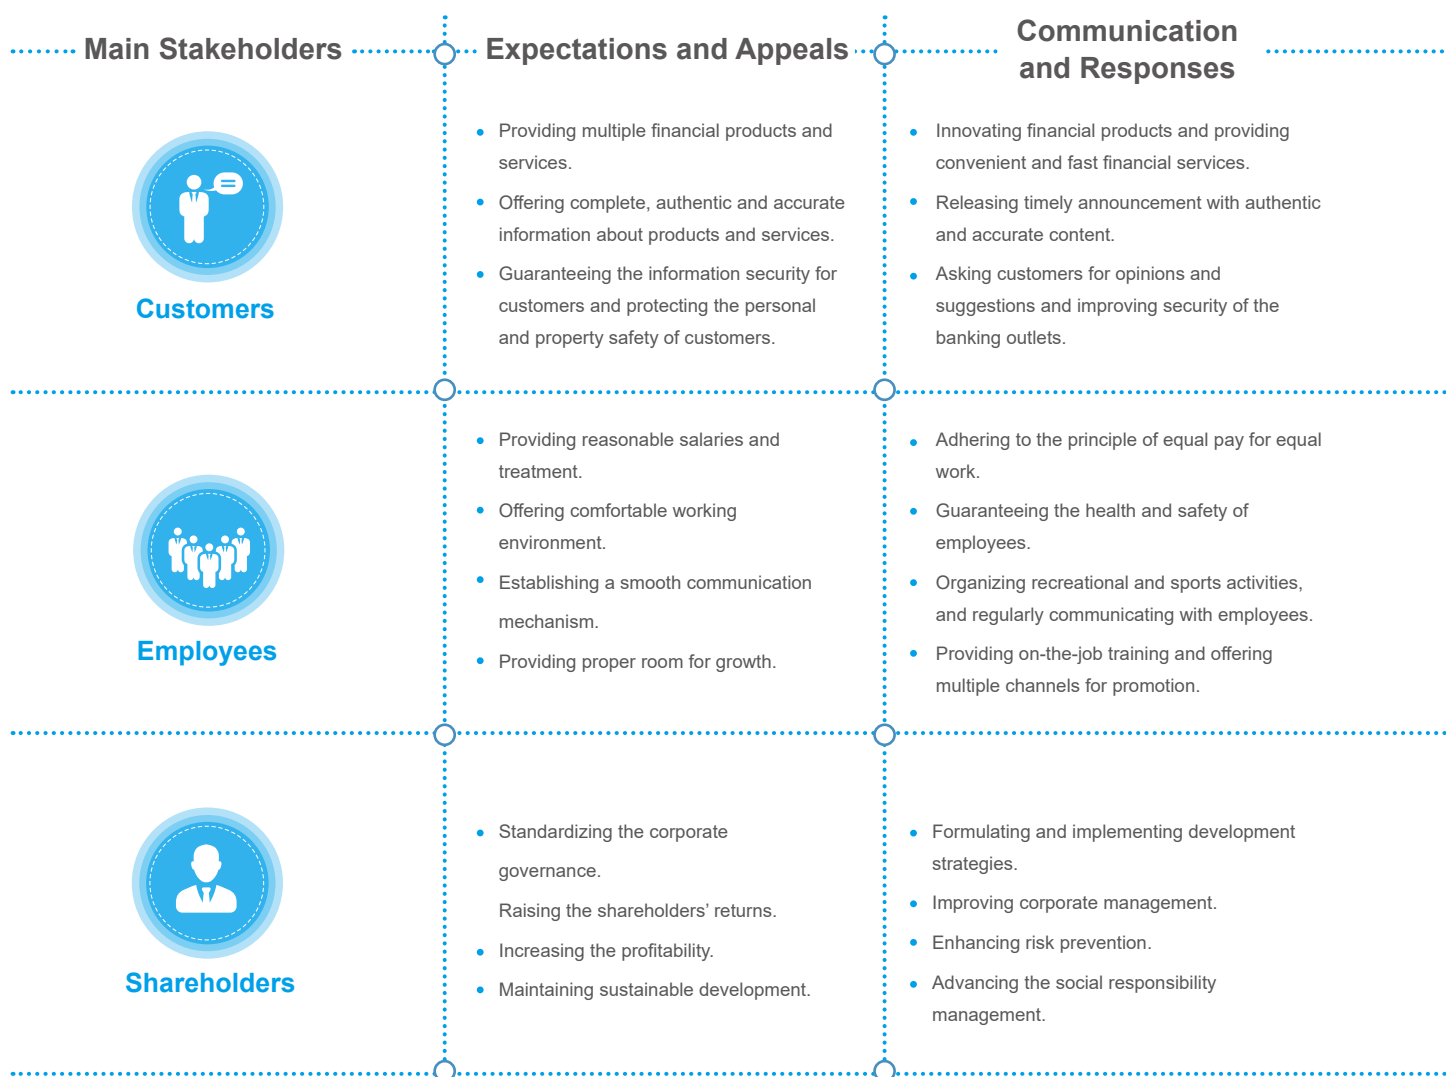 Main Stakeholders
Expectations and Appeals
Communication
and Responses
Customers
Providing multiple financial products and
services.
Offering complete, authentic and accurate
information about products and services.
Guaranteeing the information security for
customers and protecting the personal
and property safety of customers.
Innovating financial products and providing
convenient and fast financial services.
Releasing timely announcement with authentic
and accurate content.
Asking customers for opinions and
suggestions and improving security of the
banking outlets.
Employees
Providing reasonable salaries and
treatment.
Offering comfortable working
environment.
Establishing a smooth communication
mechanism.
Providing proper room for growth.
Adhering to the principle of equal pay for equal
work.
Guaranteeing the health and safety of
employees.
Organizing recreational and sports activities,
and regularly communicating with employees.
Providing on-the-job training and offering
multiple channels for promotion.
Shareholders
Standardizing the corporate
governance.
Raising the shareholders’ returns.
Increasing the profitability.
Maintaining sustainable development.
Formulating and implementing development
strategies.
Improving corporate management.
Enhancing risk prevention.
Advancing the social responsibility
management.